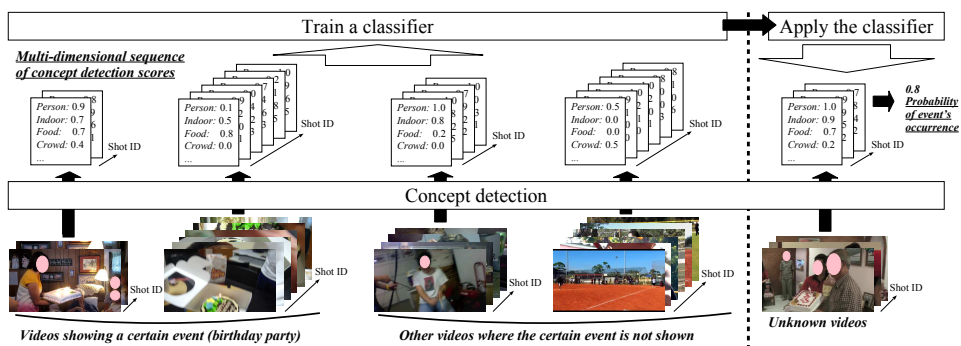 Train a classifier
Apply the classifier
Multi-dimensional sequence
of concept detection scores
Person: 0.9
Indoor: 0.7
Food: 0.7
Crowd: 0.4
...
Shot ID
Person: 0.1
Indoor: 0.5
Food: 0.8
Crowd: 0.0
...
Shot ID
Person: 1.0
Indoor: 0.8
Food: 0.2
Crowd: 0.0
...
Shot ID
Person: 0.5
Indoor: 0.0
Food: 0.0
Crowd: 0.5
...
Shot ID
Person: 1.0
Indoor: 0.9
Food: 0.7
Crowd: 0.2
...
Shot ID
0.8
Probability
of event's
occurrence
Concept detection
Shot ID
Shot ID
Shot ID
Shot ID
Shot ID
Videos showing a certain event (birthday party)
Other videos where the certain event is not shown
Unknown videos